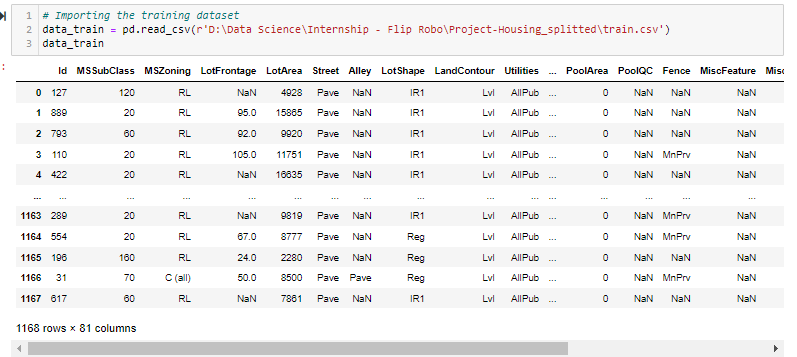 1 # Importing the training dataset
2 data_train = pd.read_csv(r'D:\Data Science\Internship - Flip Robo\Project-Housing_splitted\train.csv')
3 data_train
Id MSSubClass MSZoning LotFrontage LotArea Street Alley LotShape LandContour Utilities ... PoolArea PoolQC Fence MiscFeature Misc
0 127 120 RL NaN 4928 Pave NaN IR1 Lvl AllPub ... 0 NaN NaN NaN
1 889 20 RL 95.0 15865 Pave NaN IR1 Lvl AllPub ... 0 NaN NaN NaN
2 793 60 RL 92.0 9920 Pave NaN IR1 Lvl AllPub ... 0 NaN NaN NaN
3 110 20 RL 105.0 11751 Pave NaN IR1 Lvl AllPub ... 0 NaN MnPrv NaN
4 422 20 RL NaN 16635 Pave NaN IR1 Lvl AllPub ... 0 NaN NaN NaN
... ... ... ... ... ... ... ... ... ... ... ... ... ... ... ...
1163 289 20 RL NaN 9819 Pave NaN IR1 Lvl AllPub ... 0 NaN MnPrv NaN
1164 554 20 RL 67.0 8777 Pave NaN Reg Lvl AllPub ... 0 NaN MnPrv NaN
1165 196 160 RL 24.0 2280 Pave NaN Reg Lvl AllPub ... 0 NaN NaN NaN
1166 31 70 C (all) 50.0 8500 Pave Pave Reg Lvl AllPub ... 0 NaN MnPrv NaN
1167 617 60 RL NaN 7861 Pave NaN IR1 Lvl AllPub ... 0 NaN NaN NaN
1168 rows × 81 columns